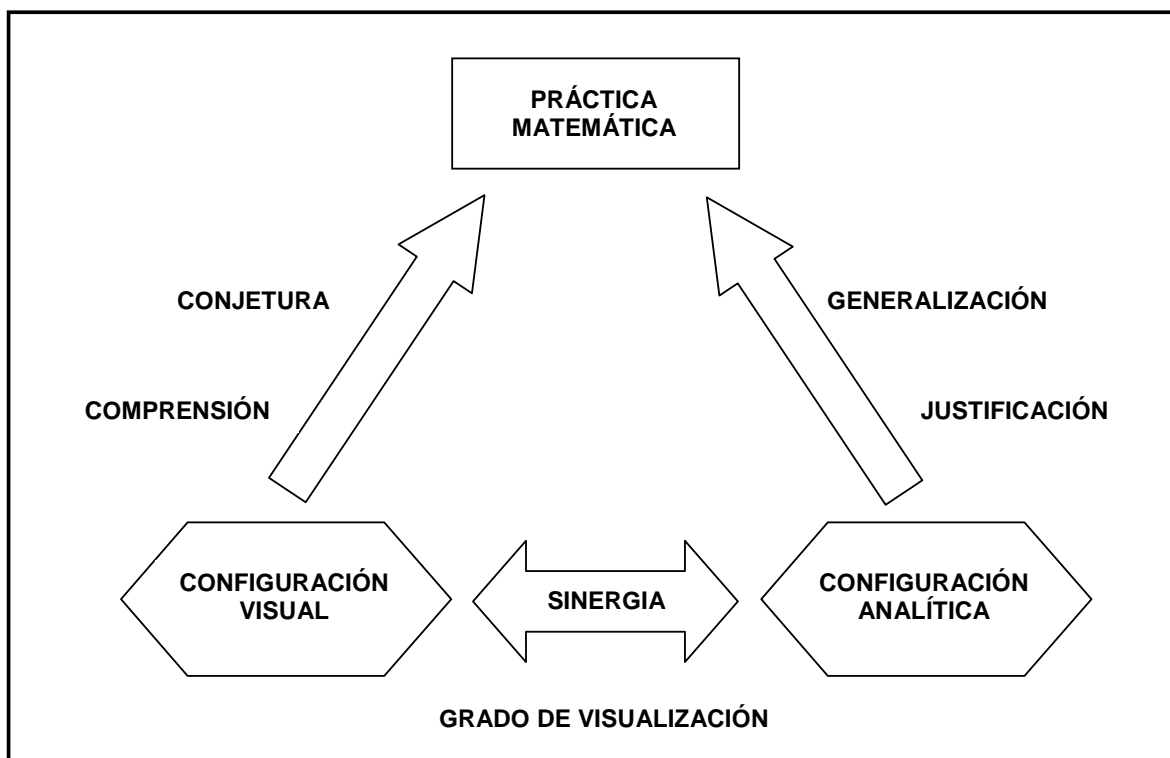 PRÁCTICA
MATEMÁTICA
CONJETURA
GENERALIZACIÓN
COMPRENSIÓN
JUSTIFICACIÓN
CONFIGURACIÓN
VISUAL
SINERGIA
CONFIGURACIÓN
ANALÍTICA
GRADO DE VISUALIZACIÓN